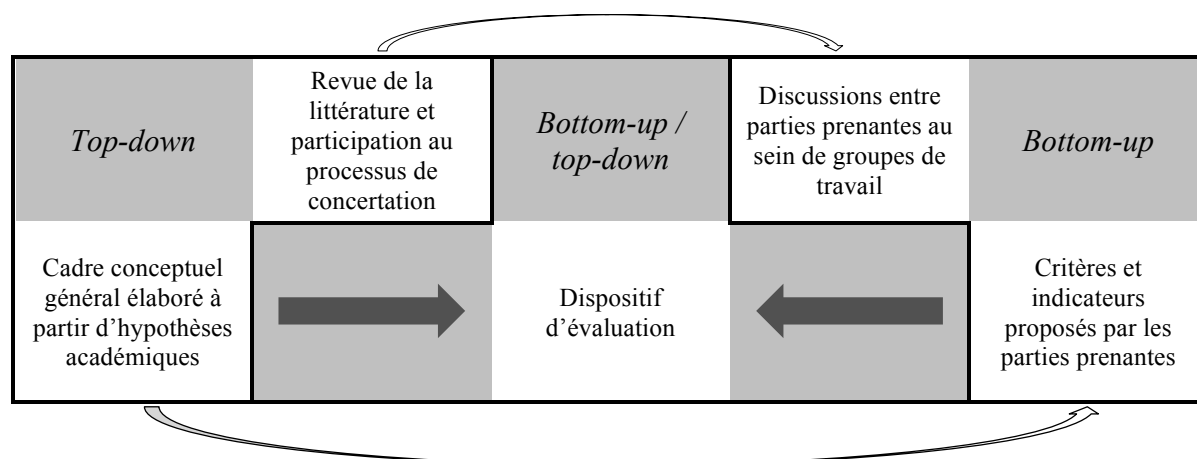 Top-down
Revue de la
littérature et
participation au
processus de
concertation
Bottom-up /
top-down
Discussions entre
parties prenantes au
sein de groupes de
travail
Bottom-up
Cadre conceptuel
général élaboré à
partir d’hypothèses
académiques
Dispositif
d’évaluation
Critères et
indicateurs
proposés par les
parties prenantes